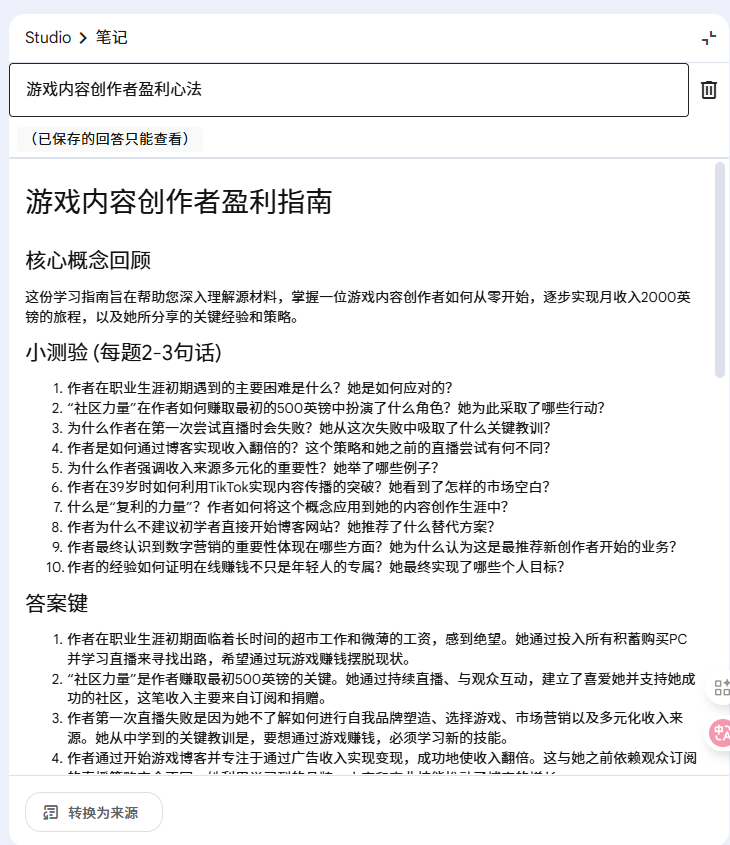 Studio > 笔记
游戏内容创作者盈利心法
（已保存的回答只能查看）
游戏内容创作者盈利指南
核心概念回顾
这份学习指南旨在帮助您深入理解源材料，掌握一位游戏内容创作者如何从零开始，逐步实现月收入2000英
镑的旅程，以及她所分享的关键经验和策略。
小测验 (每题2-3句话)
1. 作者在职业生涯初期遇到的主要困难是什么？她是如何应对的？
2. “社区力量”在作者如何赚取最初的500英镑中扮演了什么角色？她为此采取了哪些行动？
3. 为什么作者在第一次尝试直播时会失败？她从这次失败中吸取了什么关键教训？
4. 作者是如何通过博客实现收入翻倍的？这个策略和她之前的直播尝试有何不同？
5. 为什么作者强调收入来源多元化的重要性？她举了哪些例子？
6. 作者在39岁时如何利用TikTok实现内容传播的突破？她看到了怎样的市场空白？
7. 什么是“复利的力量”？作者如何将这个概念应用到她的内容创作生涯中？
8. 作者为什么不建议初学者直接开始博客网站？她推荐了什么替代方案？
9. 作者最终认识到数字营销的重要性体现在哪些方面？她为什么认为这是最推荐新创作者开始的业务？
10. 作者的经验如何证明在线赚钱不只是年轻人的专属？她最终实现了哪些个人目标？
答案键
1. 作者在职业生涯初期面临着长时间的超市工作和微薄的工资，感到绝望。她通过投入所有积蓄购买PC
并学习直播来寻找出路，希望通过玩游戏赚钱摆脱现状。
2. “社区力量”是作者赚取最初500英镑的关键。她通过持续直播、与观众互动，建立了喜爱她并支持她成
功的社区，这笔收入主要来自订阅和捐赠。
3. 作者第一次直播失败是因为她不了解如何进行自我品牌塑造、选择游戏、市场营销以及多元化收入来
源。她从中学到的关键教训是，要想通过游戏赚钱，必须学习新的技能。
4. 作者通过开始游戏博客并专注于通过广告收入实现变现，成功地使收入翻倍。这与她之前依赖观众订阅
转换为来源